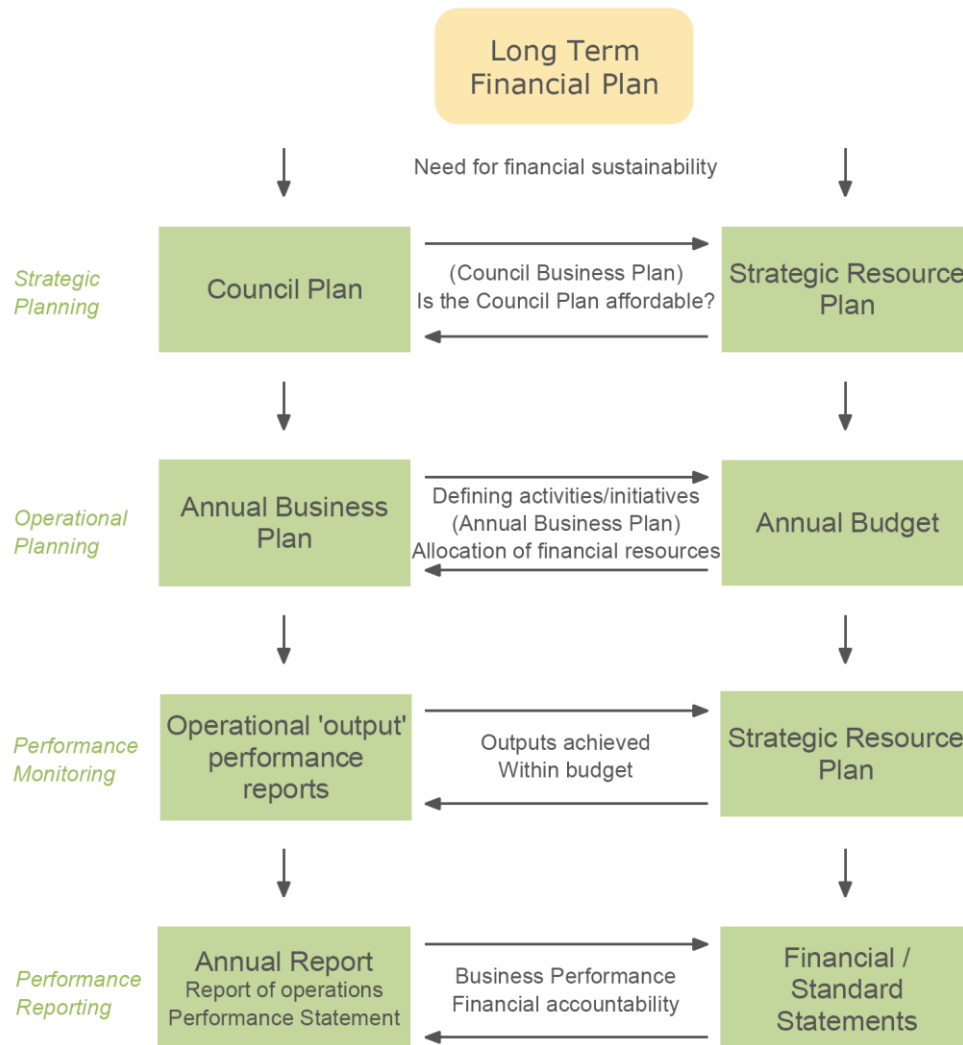 Long Term
Financial Plan
Need for financial sustainability
Strategic
Planning
Council Plan
(Council Business Plan)
Is the Council Plan affordable?
Strategic Resource
Plan
Operational
Planning
Annual Business
Plan
Defining activities/initiatives
(Annual Business Plan)
Allocation of financial resources
Annual Budget
Performance
Monitoring
Operational 'output'
performance
reports
Outputs achieved
Within budget
Strategic Resource
Plan
Performance
Reporting
Annual Report
Report of operations
Performance Statement
Business Performance
Financial accountability
Financial /
Standard
Statements